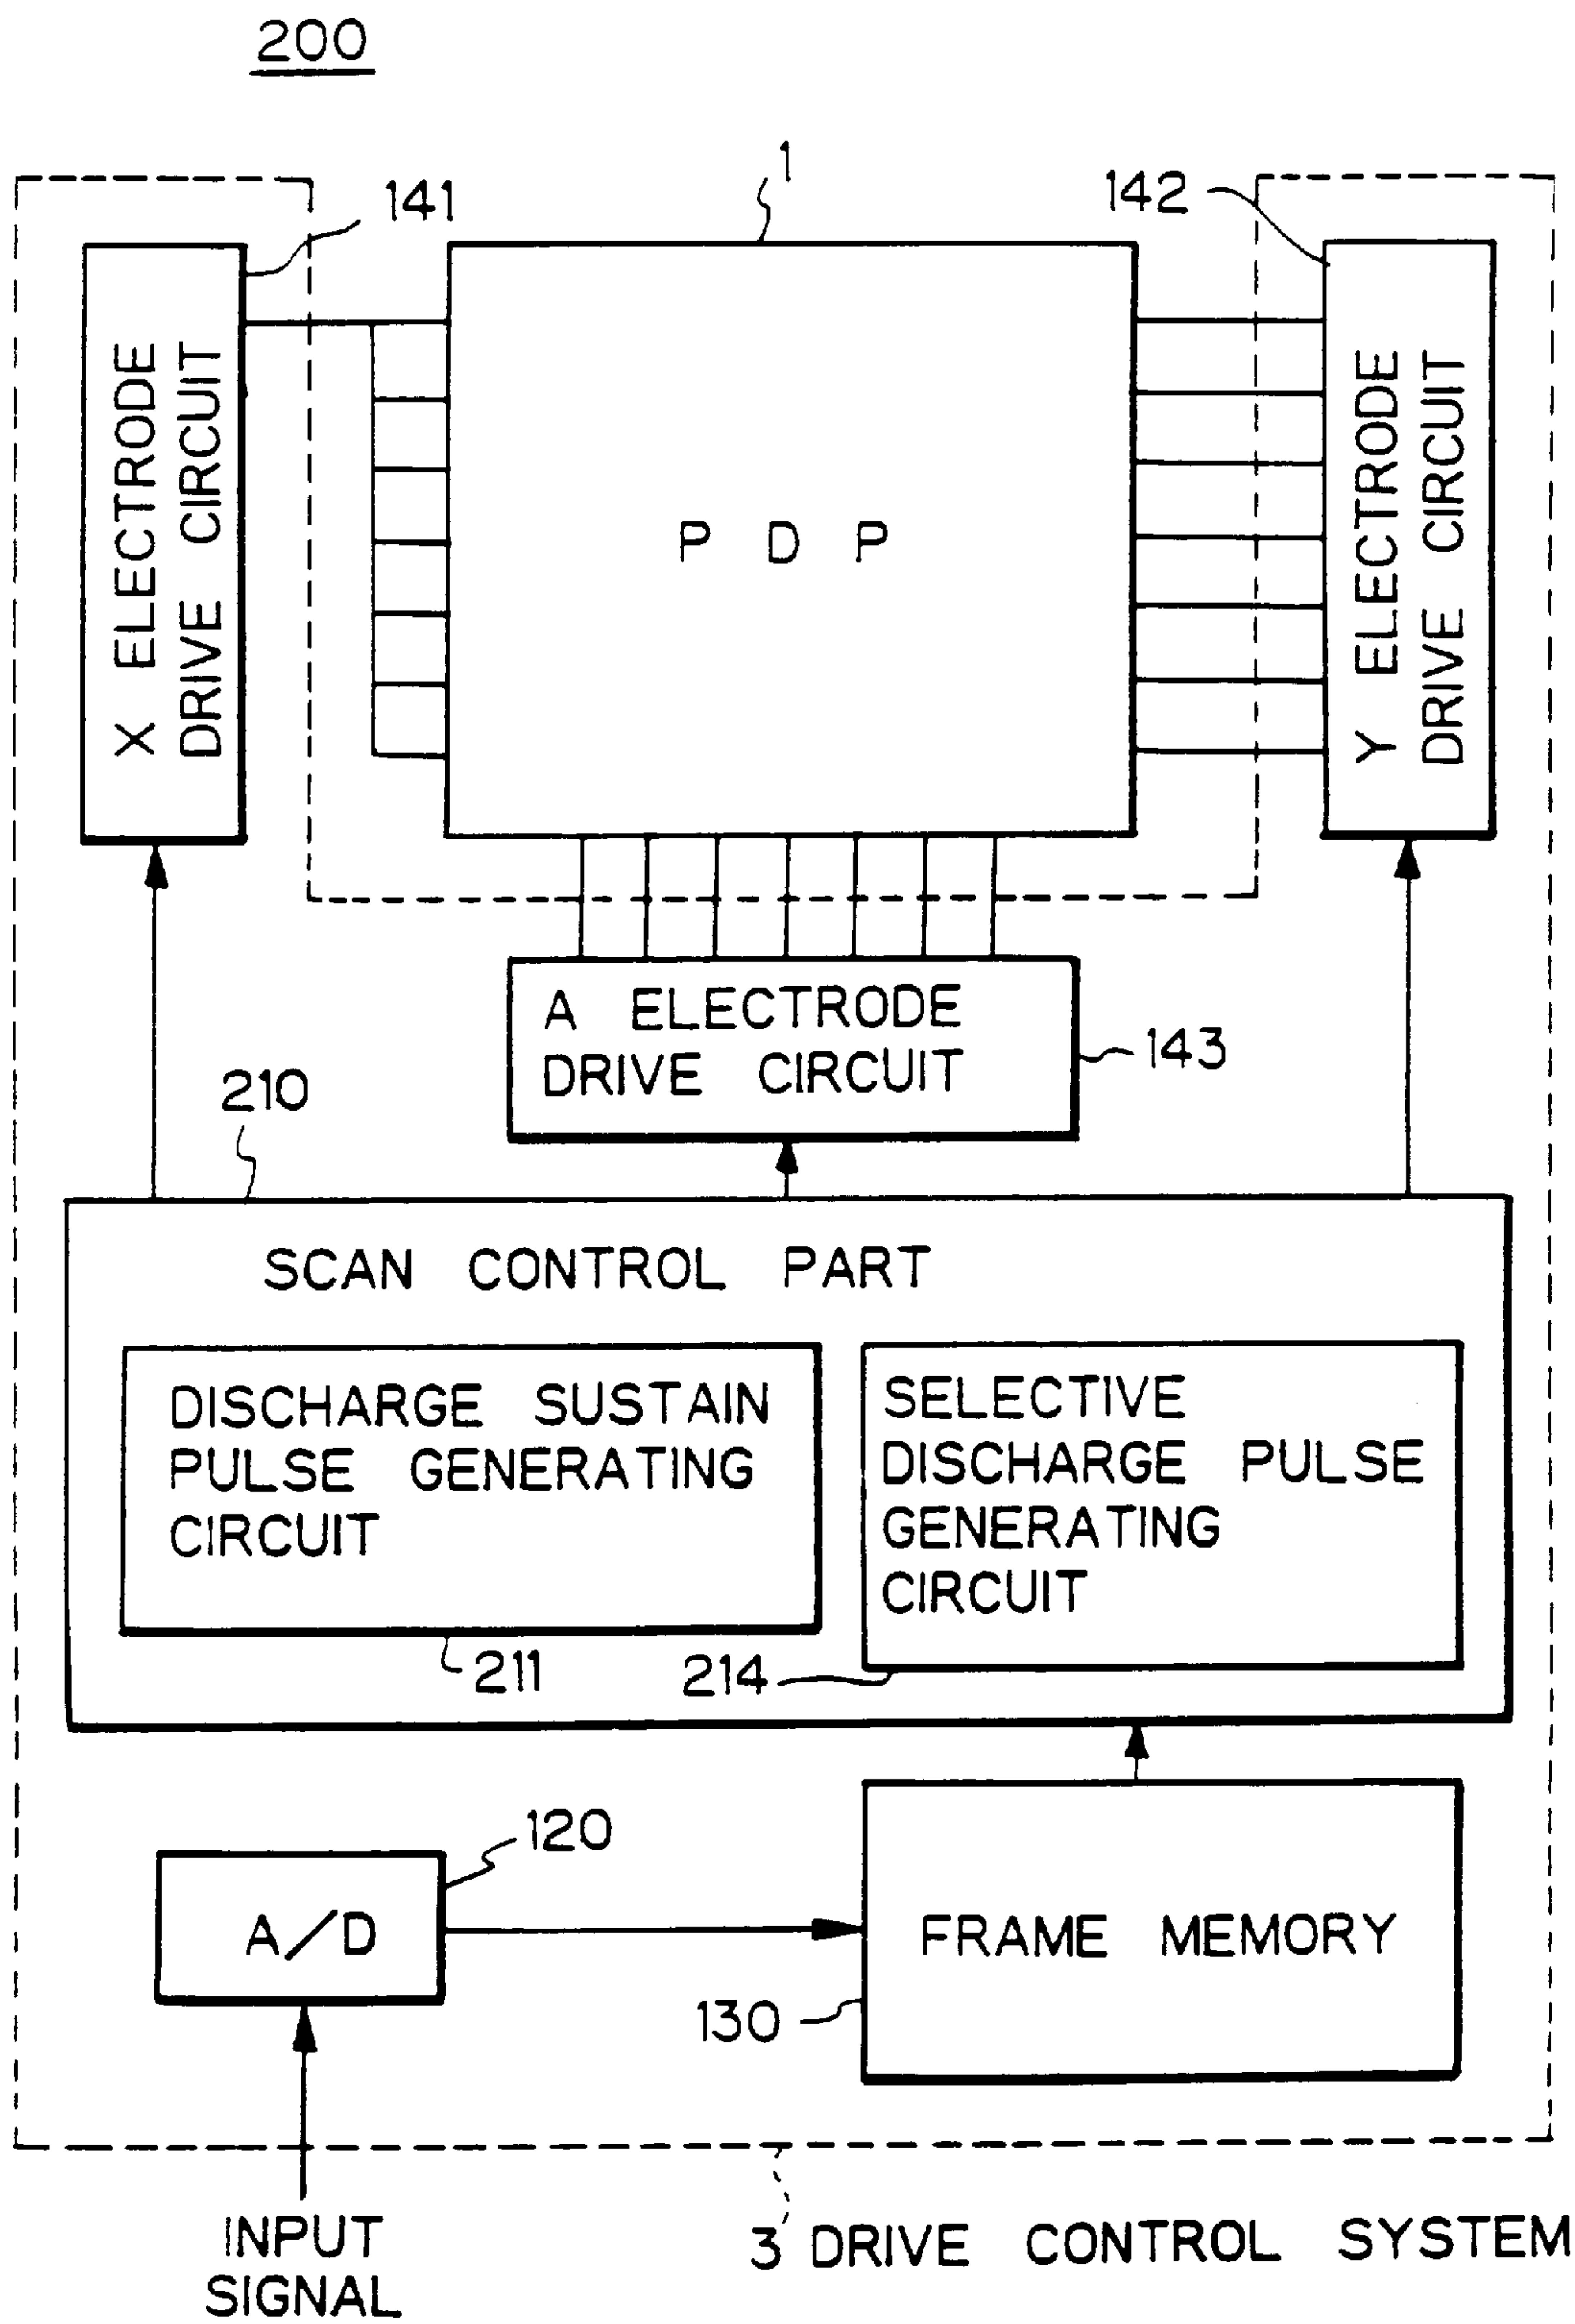 200
1
141
142
X ELECTRODE
DRIVE CIRCUIT
P D P
Y ELECTRODE
DRIVE CIRCUIT
A ELECTRODE
DRIVE CIRCUIT
143
210
SCAN CONTROL PART
DISCHARGE SUSTAIN
PULSE GENERATING
CIRCUIT
211
SELECTIVE
DISCHARGE PULSE
GENERATING
CIRCUIT
214
120
A/D
FRAME MEMORY
130
INPUT
SIGNAL
3 DRIVE CONTROL SYSTEM